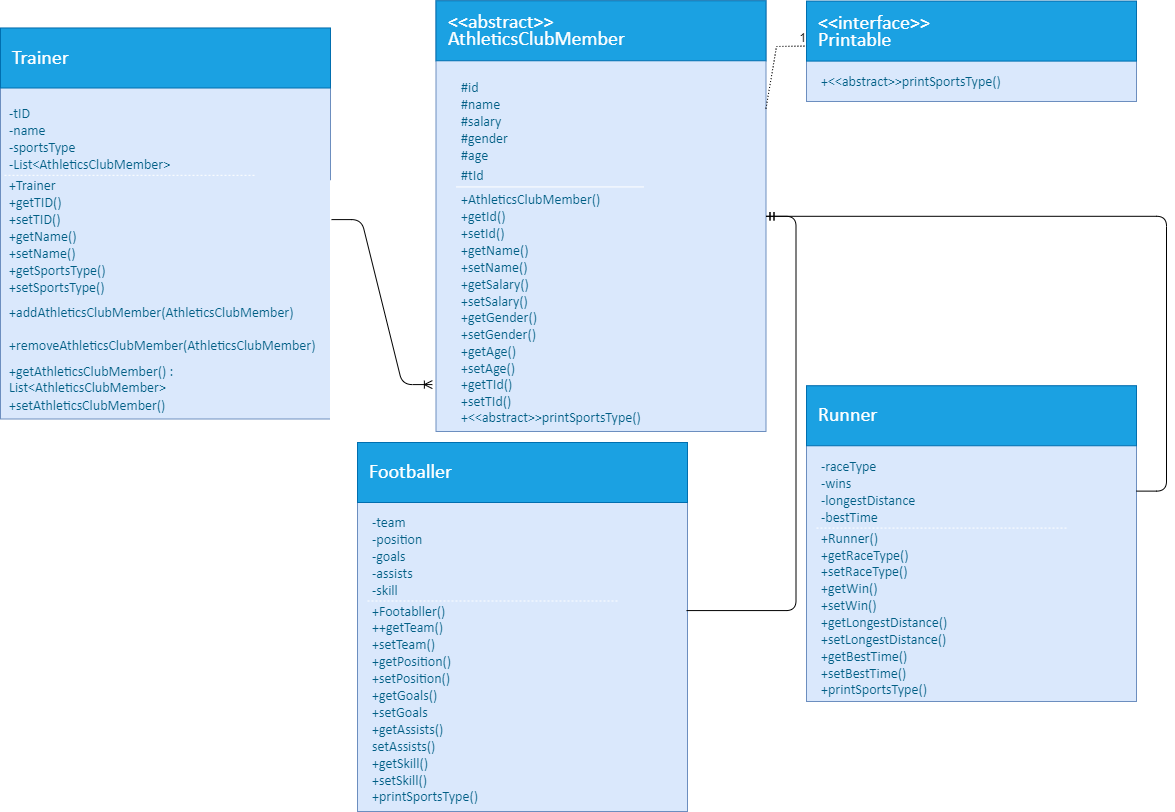 Trainer
-tID
-name
-sportsType
-List<AthleticsClubMember>
+Trainer
+getTID()
+setTID()
+getName()
+setName()
+getSportsType()
+setSportsType()
+addAthleticsClubMember(AthleticsClubMember)
+removeAthleticsClubMember(AthleticsClubMember)
+getAthleticsClubMember() :
List<AthleticsClubMember>
+setAthleticsClubMember()
<<abstract>>
AthleticsClubMember
#id
#name
#salary
#gender
#age
#tId
+AthleticsClubMember()
+getId()
+setId()
+getName()
+setName()
+getSalary()
+setSalary()
+getGender()
+setGender()
+getAge()
+setAge()
+getTId()
+setTId()
+<<abstract>>printSportsType()
1
<<interface>>
Printable
+<<abstract>>printSportsType()
Footballer
-team
-position
-goals
-assists
-skill
+Footabller()
++getTeam()
+setTeam()
+getPosition()
+setPosition()
+getGoals()
+setGoals
+getAssists()
setAssists()
+getSkill()
+setSkill()
+printSportsType()
Runner
-raceType
-wins
-longestDistance
-bestTime
+Runner()
+getRaceType()
+setRaceType()
+getWin()
+setWin()
+getLongestDistance()
+setLongestDistance()
+getBestTime()
+setBestTime()
+printSportsType()